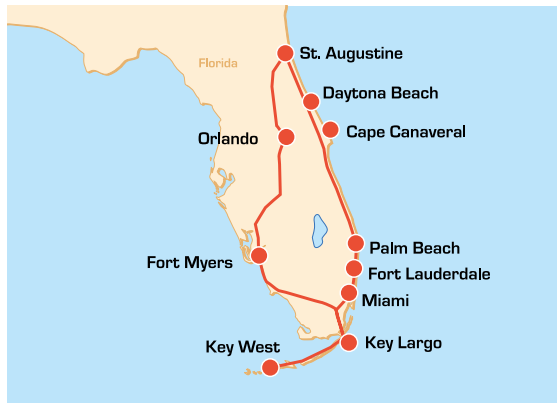 St. Augustine
Florida
Daytona Beach
Orlando
Cape Canaveral
Palm Beach
Fort Myers
Fort Lauderdale
Miami
Key West
Key Largo